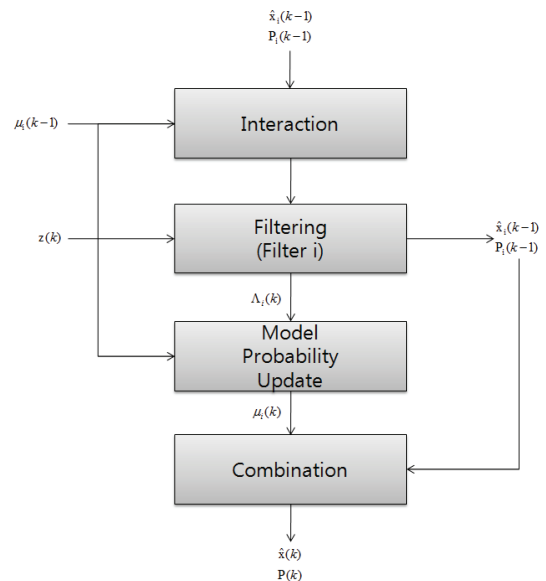 x̂ᵢ(k−1)
Pᵢ(k−1)
μᵢ(k−1)
Interaction
z(k)
Filtering
(Filter i)
x̂ᵢ(k−1)
Pᵢ(k−1)
Λᵢ(k)
Model
Probability
Update
μᵢ(k)
Combination
x̂(k)
P(k)